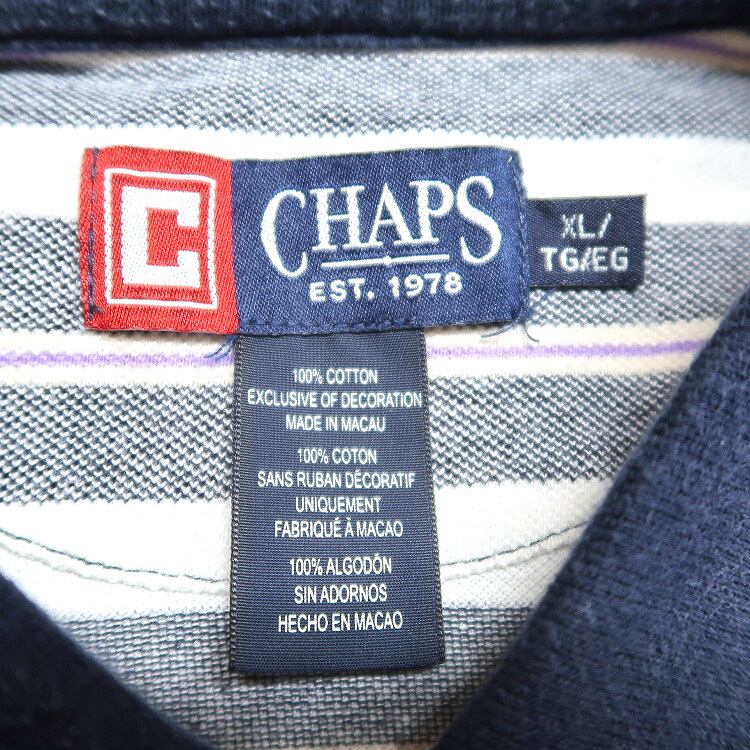 C
CHAPS
EST. 1978
XL/
TG/EG
100% COTTON
EXCLUSIVE OF DECORATION
MADE IN MACAU
100% COTON
SANS RUBAN DÉCORATIF
UNIQUEMENT
FABRIQUÉ À MACAO
100% ALGODÓN
SIN ADORNOS
HECHO EN MACAO